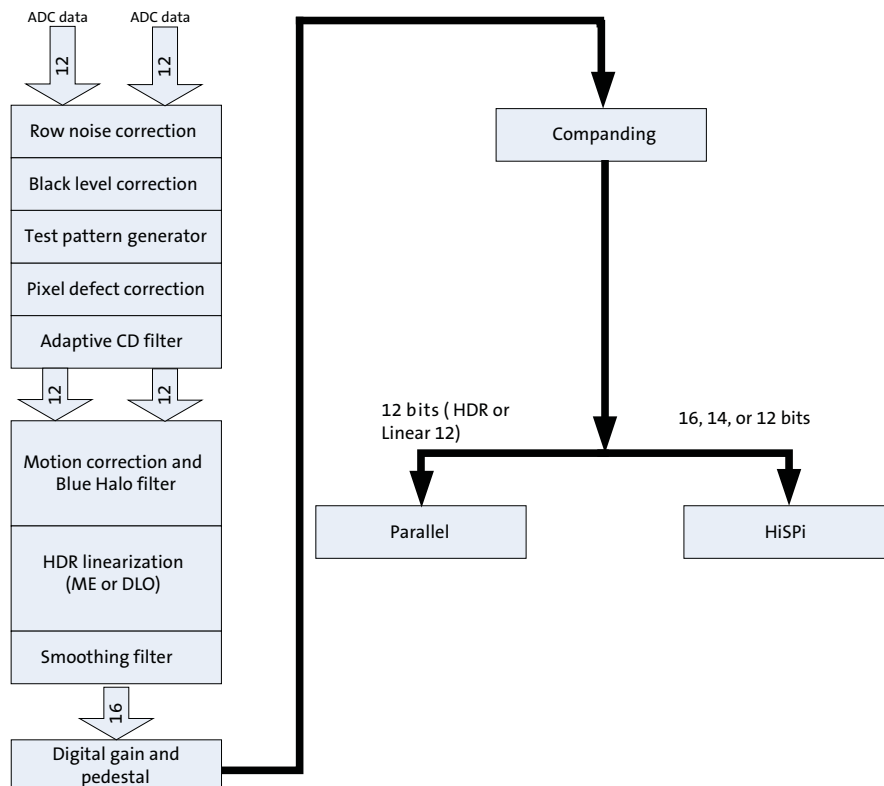 ADC data
ADC data
12
12
Row noise correction
Black level correction
Test pattern generator
Pixel defect correction
Adaptive CD filter
12
12
Motion correction and
Blue Halo filter
HDR linearization
(ME or DLO)
Smoothing filter
16
Digital gain and
pedestal
Companding
12 bits ( HDR or
Linear 12)
16, 14, or 12 bits
Parallel
HiSPi